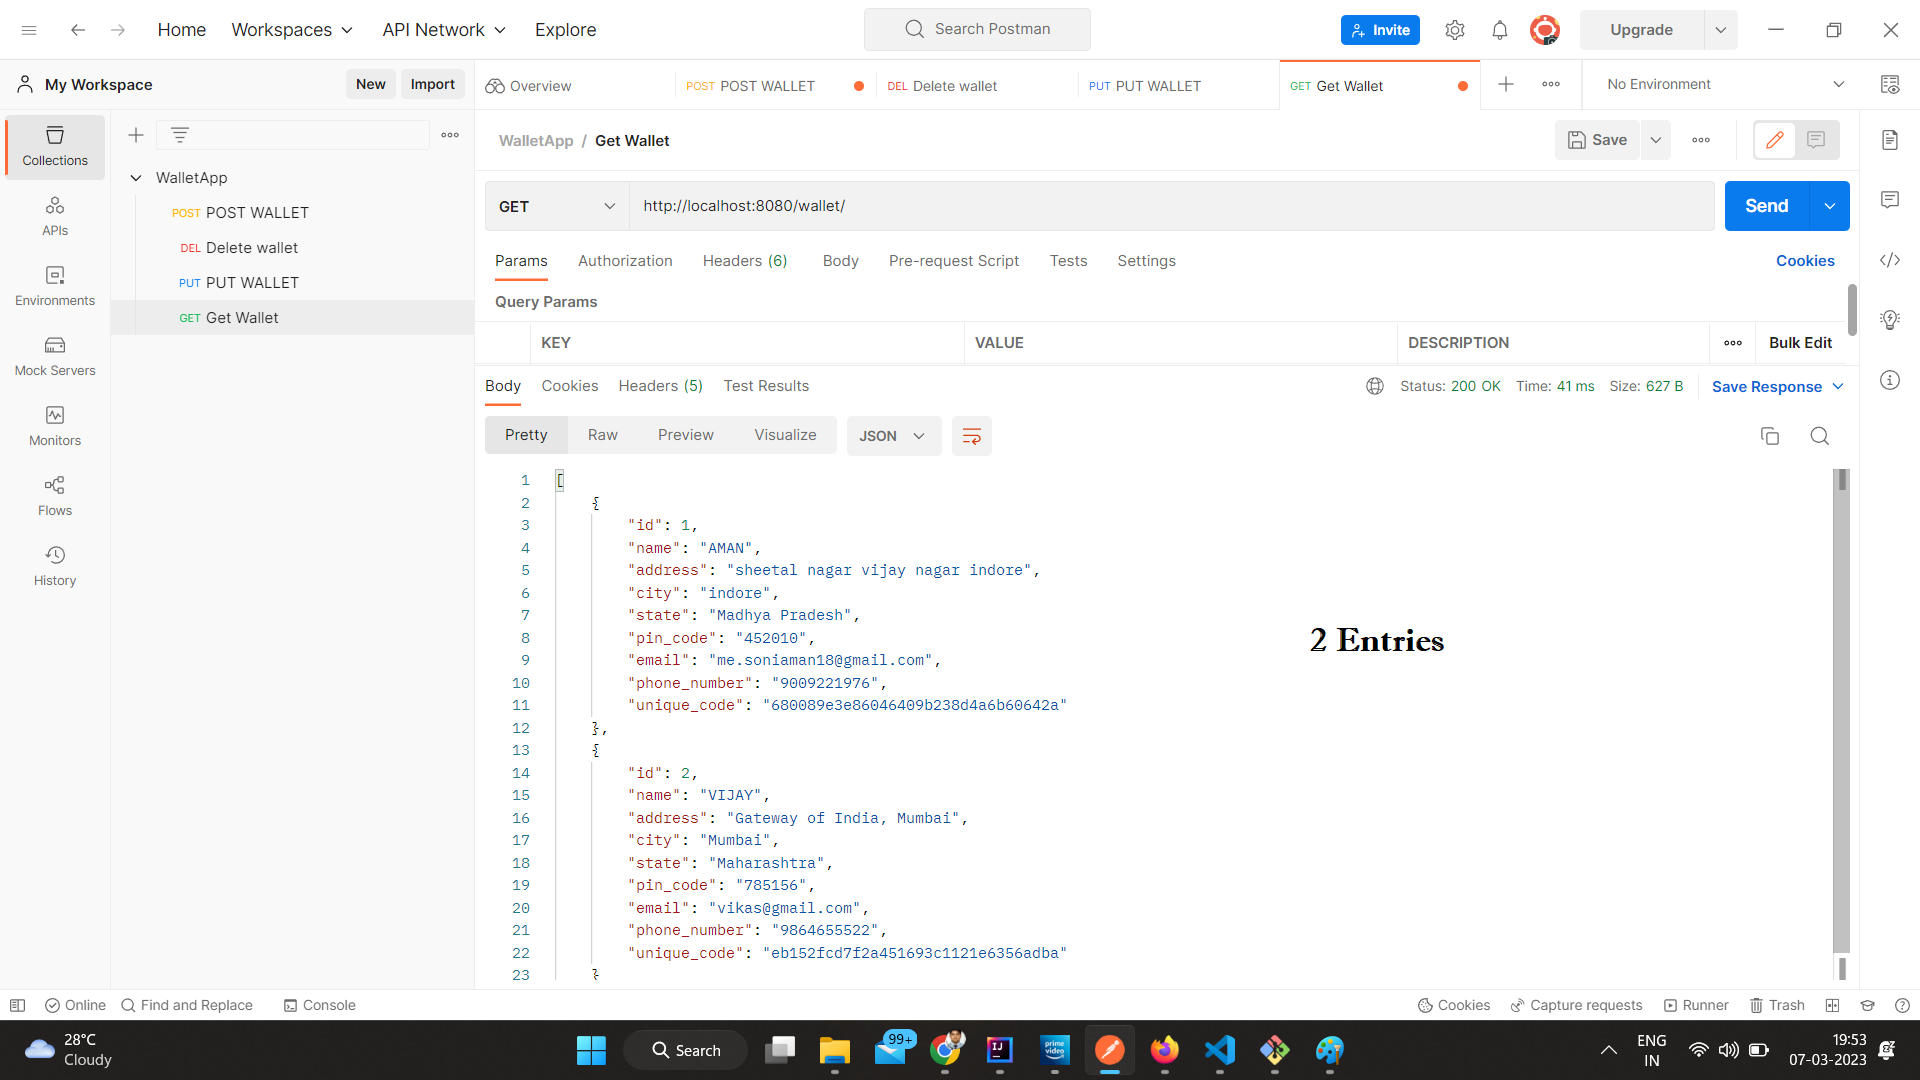 Home Workspaces API Network Explore Search Postman Invite Upgrade
My Workspace New Import Overview POST POST WALLET DEL Delete wallet PUT PUT WALLET GET Get Wallet No Environment
Collections
APIs
Environments
Mock Servers
Monitors
Flows
History
WalletApp
POST POST WALLET
DEL Delete wallet
PUT PUT WALLET
GET Get Wallet
WalletApp / Get Wallet Save
GET http://localhost:8080/wallet/ Send
Params Authorization Headers (6) Body Pre-request Script Tests Settings Cookies
Query Params
KEY VALUE DESCRIPTION Bulk Edit
Body Cookies Headers (5) Test Results Status: 200 OK Time: 41 ms Size: 627 B Save Response
Pretty Raw Preview Visualize JSON
1 [
2 {
3 "id": 1,
4 "name": "AMAN",
5 "address": "sheetal nagar vijay nagar indore",
6 "city": "indore",
7 "state": "Madhya Pradesh",
8 "pin_code": "452010",
9 "email": "me.soniaman18@gmail.com",
10 "phone_number": "9009221976",
11 "unique_code": "680089e3e86046409b238d4a6b60642a"
12 },
13 {
14 "id": 2,
15 "name": "VIJAY",
16 "address": "Gateway of India, Mumbai",
17 "city": "Mumbai",
18 "state": "Maharashtra",
19 "pin_code": "785156",
20 "email": "vikas@gmail.com",
21 "phone_number": "9864655522",
22 "unique_code": "eb152fcd7f2a451693c1121e6356adba"
23 }
2 Entries
Online Find and Replace Console Cookies Capture requests Runner Trash
28°C
Cloudy
Search
99+
IJ
prime
video
ENG
IN
19:53
07-03-2023